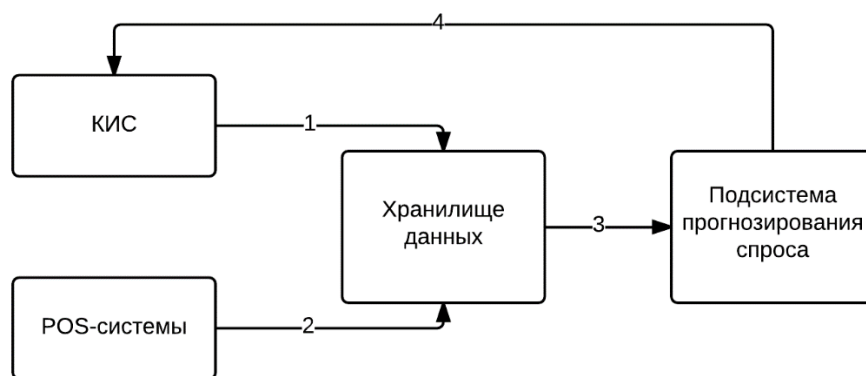 4
КИС
1
Хранилище
данных
3
Подсистема
прогнозирования
спроса
POS-системы
2